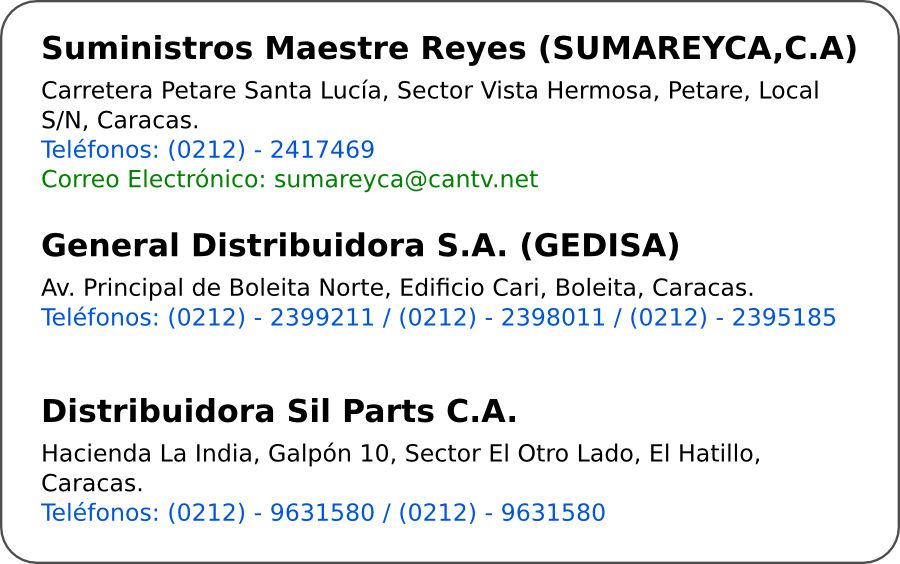 Suministros Maestre Reyes (SUMAREYCA,C.A)
Carretera Petare Santa Lucía, Sector Vista Hermosa, Petare, Local
S/N, Caracas.
Teléfonos: (0212) - 2417469
Correo Electrónico: sumareyca@cantv.net
General Distribuidora S.A. (GEDISA)
Av. Principal de Boleita Norte, Edificio Cari, Boleita, Caracas.
Teléfonos: (0212) - 2399211 / (0212) - 2398011 / (0212) - 2395185
Distribuidora Sil Parts C.A.
Hacienda La India, Galpón 10, Sector El Otro Lado, El Hatillo,
Caracas.
Teléfonos: (0212) - 9631580 / (0212) - 9631580